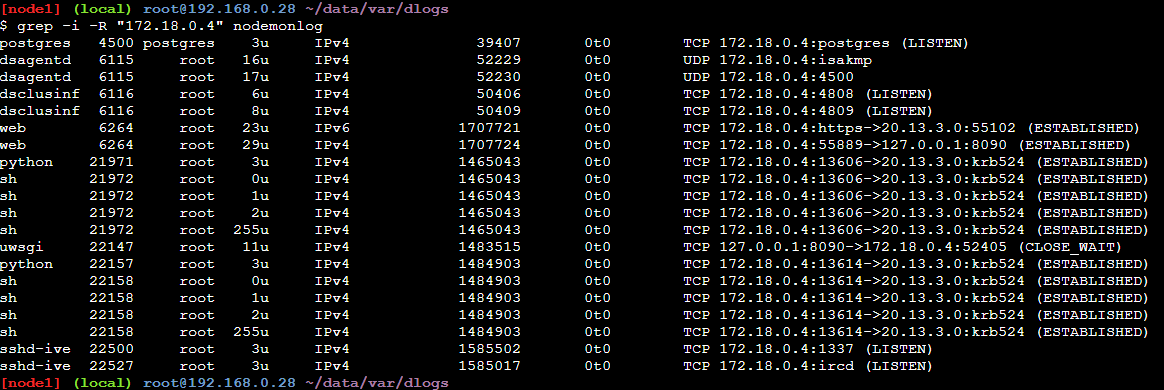 [node1] (local) root@192.168.0.28 ~/data/var/dlogs
$ grep -i -R "172.18.0.4" nodemonlog
postgres 4500 postgres 3u IPv4 39407 0t0 TCP 172.18.0.4:postgres (LISTEN)
dsagentd 6115 root 16u IPv4 52229 0t0 UDP 172.18.0.4:isakmp
dsagentd 6115 root 17u IPv4 52230 0t0 UDP 172.18.0.4:4500
dsclusinf 6116 root 6u IPv4 50406 0t0 TCP 172.18.0.4:4808 (LISTEN)
dsclusinf 6116 root 8u IPv4 50409 0t0 TCP 172.18.0.4:4809 (LISTEN)
web 6264 root 23u IPv6 1707721 0t0 TCP 172.18.0.4:https->20.13.3.0:55102 (ESTABLISHED)
web 6264 root 29u IPv4 1707724 0t0 TCP 172.18.0.4:55889->127.0.0.1:8090 (ESTABLISHED)
python 21971 root 3u IPv4 1465043 0t0 TCP 172.18.0.4:13606->20.13.3.0:krb524 (ESTABLISHED)
sh 21972 root 0u IPv4 1465043 0t0 TCP 172.18.0.4:13606->20.13.3.0:krb524 (ESTABLISHED)
sh 21972 root 1u IPv4 1465043 0t0 TCP 172.18.0.4:13606->20.13.3.0:krb524 (ESTABLISHED)
sh 21972 root 2u IPv4 1465043 0t0 TCP 172.18.0.4:13606->20.13.3.0:krb524 (ESTABLISHED)
sh 21972 root 255u IPv4 1465043 0t0 TCP 172.18.0.4:13606->20.13.3.0:krb524 (ESTABLISHED)
uwsgi 22147 root 11u IPv4 1483515 0t0 TCP 127.0.0.1:8090->172.18.0.4:52405 (CLOSE_WAIT)
python 22157 root 3u IPv4 1484903 0t0 TCP 172.18.0.4:13614->20.13.3.0:krb524 (ESTABLISHED)
sh 22158 root 0u IPv4 1484903 0t0 TCP 172.18.0.4:13614->20.13.3.0:krb524 (ESTABLISHED)
sh 22158 root 1u IPv4 1484903 0t0 TCP 172.18.0.4:13614->20.13.3.0:krb524 (ESTABLISHED)
sh 22158 root 2u IPv4 1484903 0t0 TCP 172.18.0.4:13614->20.13.3.0:krb524 (ESTABLISHED)
sh 22158 root 255u IPv4 1484903 0t0 TCP 172.18.0.4:13614->20.13.3.0:krb524 (ESTABLISHED)
sshd-ive 22500 root 3u IPv4 1585502 0t0 TCP 172.18.0.4:1337 (LISTEN)
sshd-ive 22527 root 3u IPv4 1585017 0t0 TCP 172.18.0.4:ircd (LISTEN)
[node1] (local) root@192.168.0.28 ~/data/var/dlogs